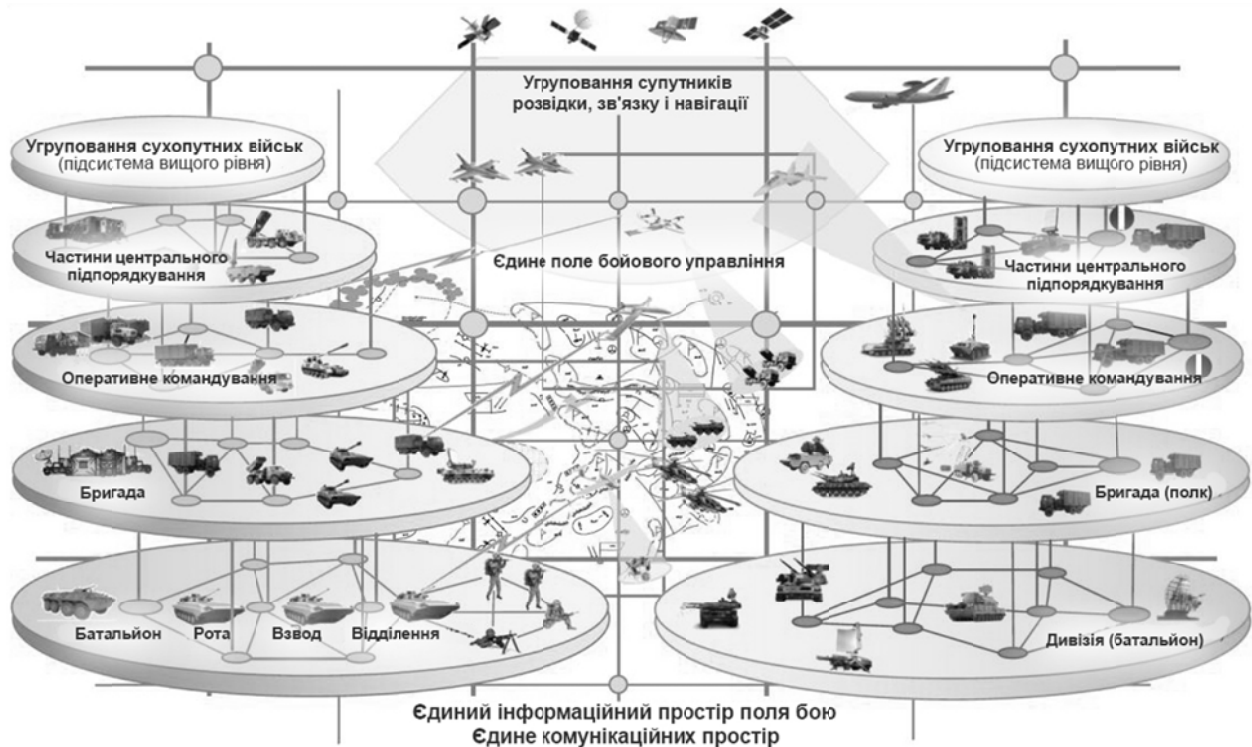 Угруповання супутників
розвідки, зв'язку і навігації
Угруповання сухопутних військ
(підсистема вищого рівня)
Угруповання сухопутних військ
(підсистема вищого рівня)
Частини центрального
підпорядкування
Єдине поле бойового управління
Частини центрального
підпорядкування
Оперативне командування
Оперативне командування
Бригада
Бригада (полк)
Батальйон
Рота
Взвод
Відділення
Дивізія (батальйон)
Єдиний інформаційний простір поля бою
Єдине комунікаційних простір